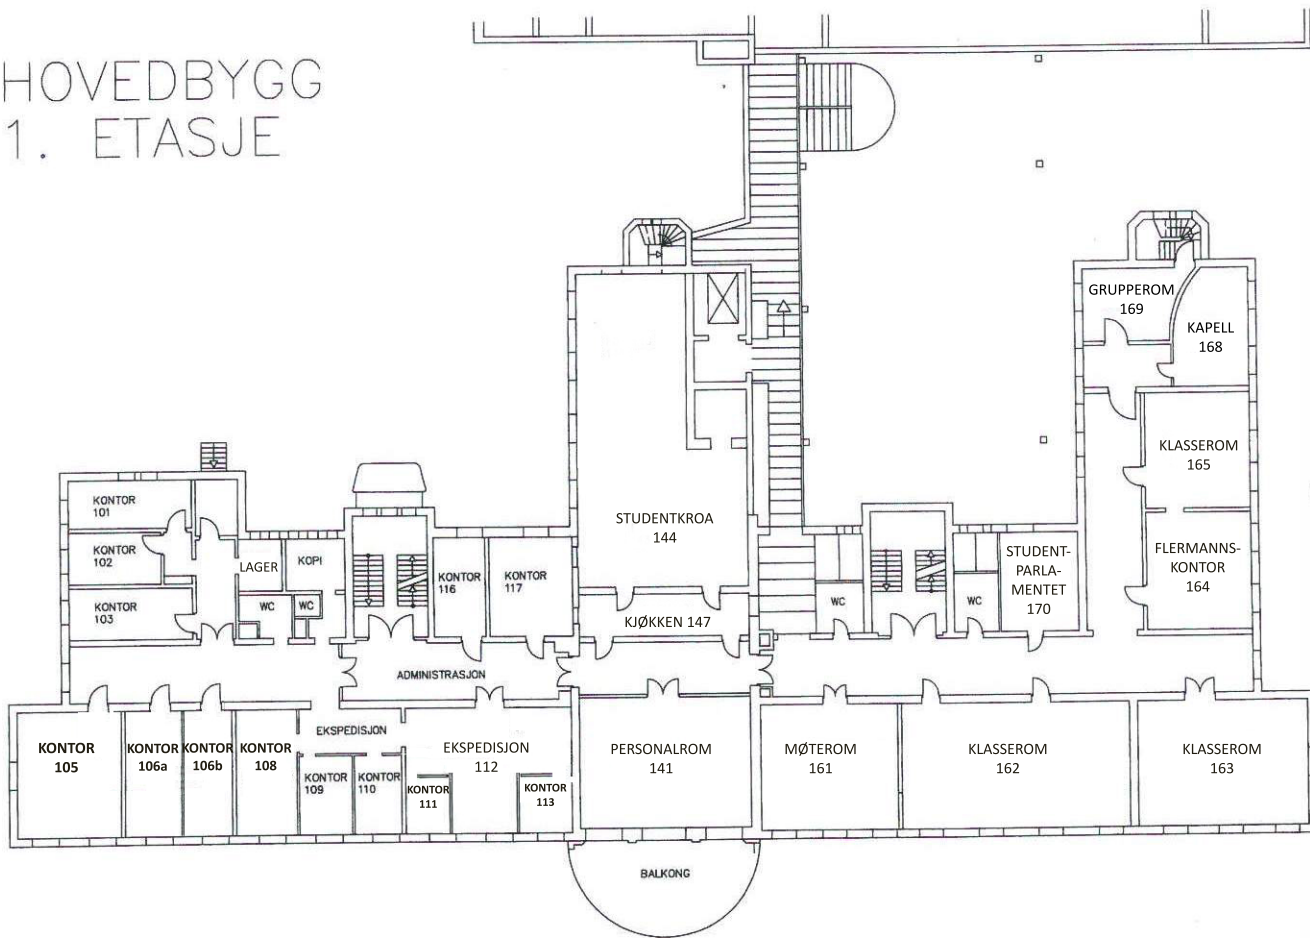 HOVEDBYGG
1. ETASJE
GRUPPEROM
169
KAPELL
168
KLASSEROM
165
KONTOR
101
STUDENTKROA
144
KONTOR
102
LAGER
KOPI
KONTOR
116
KONTOR
117
STUDENT-
PARLA-
MENTET
170
FLERMANNS-
KONTOR
164
KONTOR
103
WC
WC
WC
WC
KJØKKEN 147
ADMINISTRASJON
EKSPEDISJON
KONTOR
105
KONTOR
106a
KONTOR
106b
KONTOR
108
KONTOR
109
KONTOR
110
EKSPEDISJON
112
KONTOR
111
KONTOR
113
PERSONALROM
141
MØTEROM
161
KLASSEROM
162
KLASSEROM
163
BALKONG